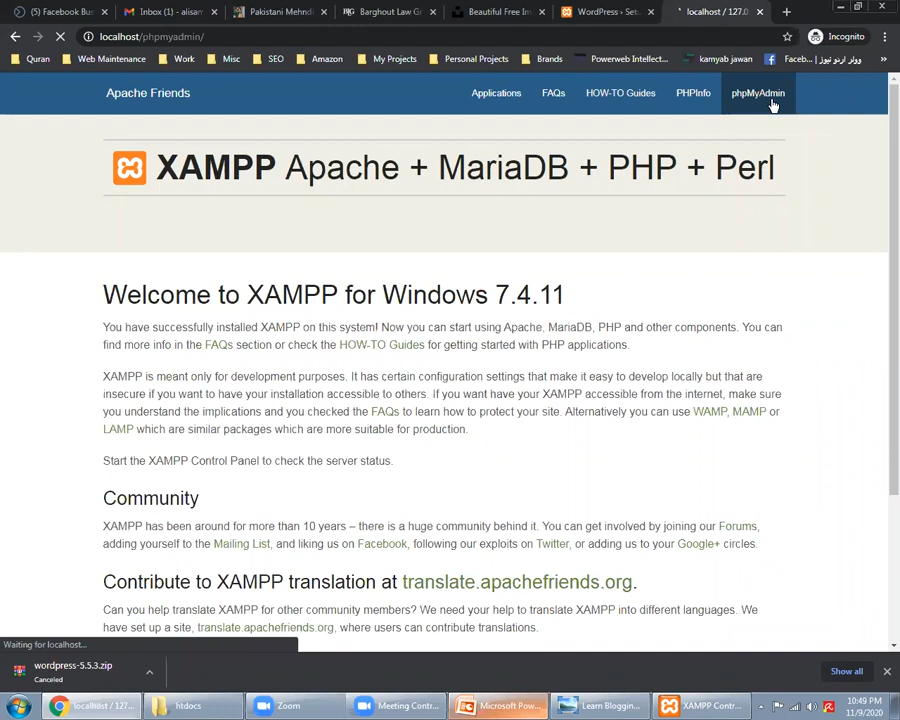 (5) Facebook Bus
Inbox (1) - alisam
Pakistani Mehndi
Barghout Law Gr
Beautiful Free Im
WordPress › Setu
localhost / 127.0
localhost/phpmyadmin/
Incognito
Quran
Web Maintenance
Work
Misc
SEO
Amazon
My Projects
Personal Projects
Brands
Powerweb Intellect...
kamyab jawan
Faceb... | وولر اردو نیوز
»
Apache Friends
Applications
FAQs
HOW-TO Guides
PHPInfo
phpMyAdmin
XAMPP Apache + MariaDB + PHP + Perl
Welcome to XAMPP for Windows 7.4.11
You have successfully installed XAMPP on this system! Now you can start using Apache, MariaDB, PHP and other components. You can
find more info in the FAQs section or check the HOW-TO Guides for getting started with PHP applications.
XAMPP is meant only for development purposes. It has certain configuration settings that make it easy to develop locally but that are
insecure if you want to have your installation accessible to others. If you want have your XAMPP accessible from the internet, make sure
you understand the implications and you checked the FAQs to learn how to protect your site. Alternatively you can use WAMP, MAMP or
LAMP which are similar packages which are more suitable for production.
Start the XAMPP Control Panel to check the server status.
Community
XAMPP has been around for more than 10 years – there is a huge community behind it. You can get involved by joining our Forums,
adding yourself to the Mailing List, and liking us on Facebook, following our exploits on Twitter, or adding us to your Google+ circles.
Contribute to XAMPP translation at translate.apachefriends.org.
Can you help translate XAMPP for other community members? We need your help to translate XAMPP into different languages. We
have set up a site, translate.apachefriends.org, where users can contribute translations.
Waiting for localhost...
wordpress-5.5.3.zip
Canceled
Show all
localhost / 127...
htdocs
Zoom
Meeting Contr...
Microsoft Pow...
Learn Bloggin...
XAMPP Contr...
10:49 PM
11/9/2020